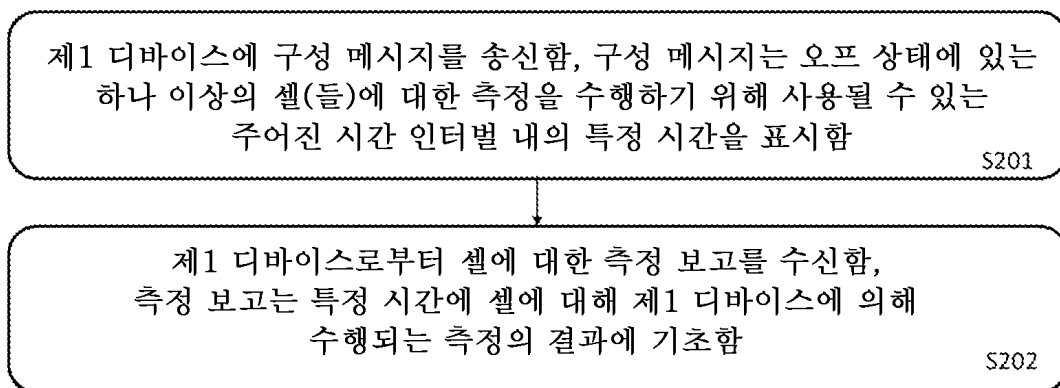 제1 디바이스에 구성 메시지를 송신함, 구성 메시지는 오프 상태에 있는
하나 이상의 셀(들)에 대한 측정을 수행하기 위해 사용될 수 있는
주어진 시간 인터벌 내의 특정 시간을 표시함
S201
제1 디바이스로부터 셀에 대한 측정 보고를 수신함,
측정 보고는 특정 시간에 셀에 대해 제1 디바이스에 의해
수행되는 측정의 결과에 기초함
S202